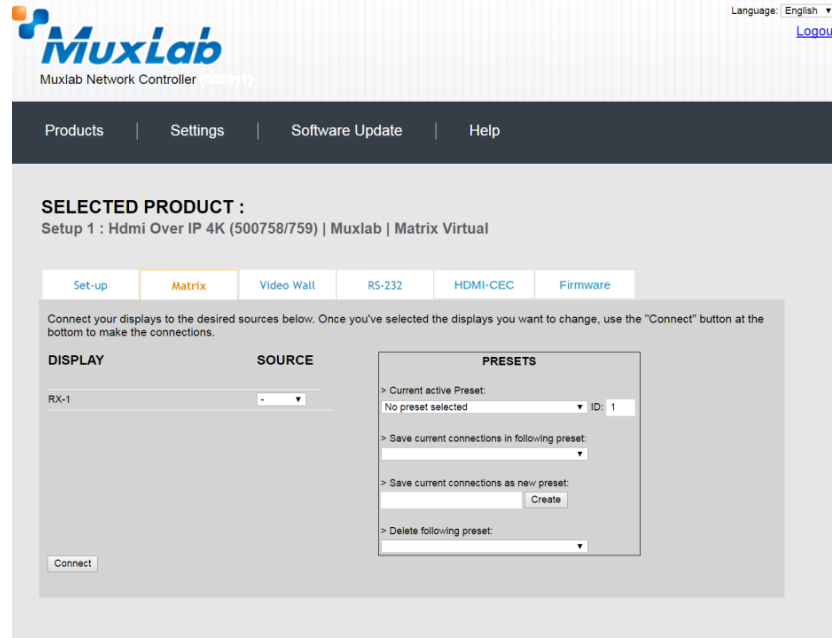 Language: English
Logou
MuxLab
Muxlab Network Controller
Products | Settings | Software Update | Help
SELECTED PRODUCT :
Setup 1 : Hdmi Over IP 4K (500758/759) | Muxlab | Matrix Virtual
Set-up Matrix Video Wall RS-232 HDMI-CEC Firmware
Connect your displays to the desired sources below. Once you've selected the displays you want to change, use the "Connect" button at the
bottom to make the connections.
DISPLAY SOURCE PRESETS
> Current active Preset:
RX-1 - No preset selected ID: 1
> Save current connections in following preset:
> Save current connections as new preset:
Create
> Delete following preset:
Connect